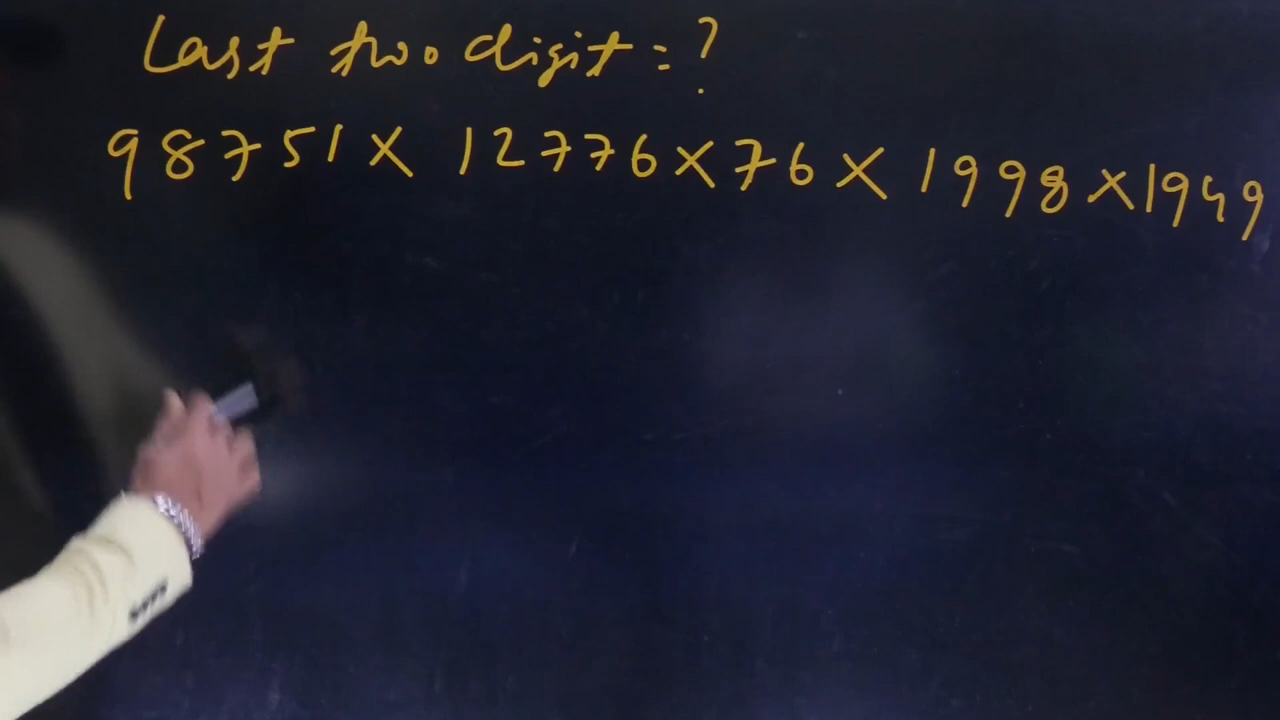 Last two digit = ?
98751 × 12776 × 76 × 1998 × 1949